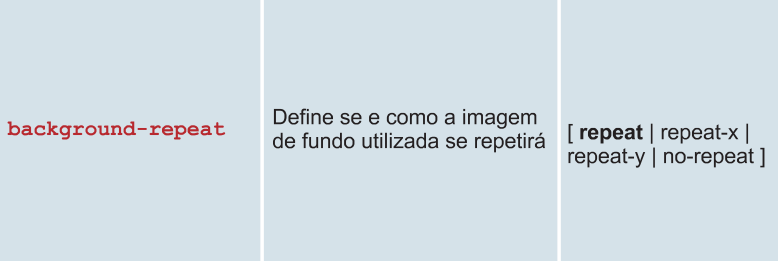 background-repeat
Define se e como a imagem
de fundo utilizada se repetirá
[ repeat | repeat-x |
repeat-y | no-repeat ]